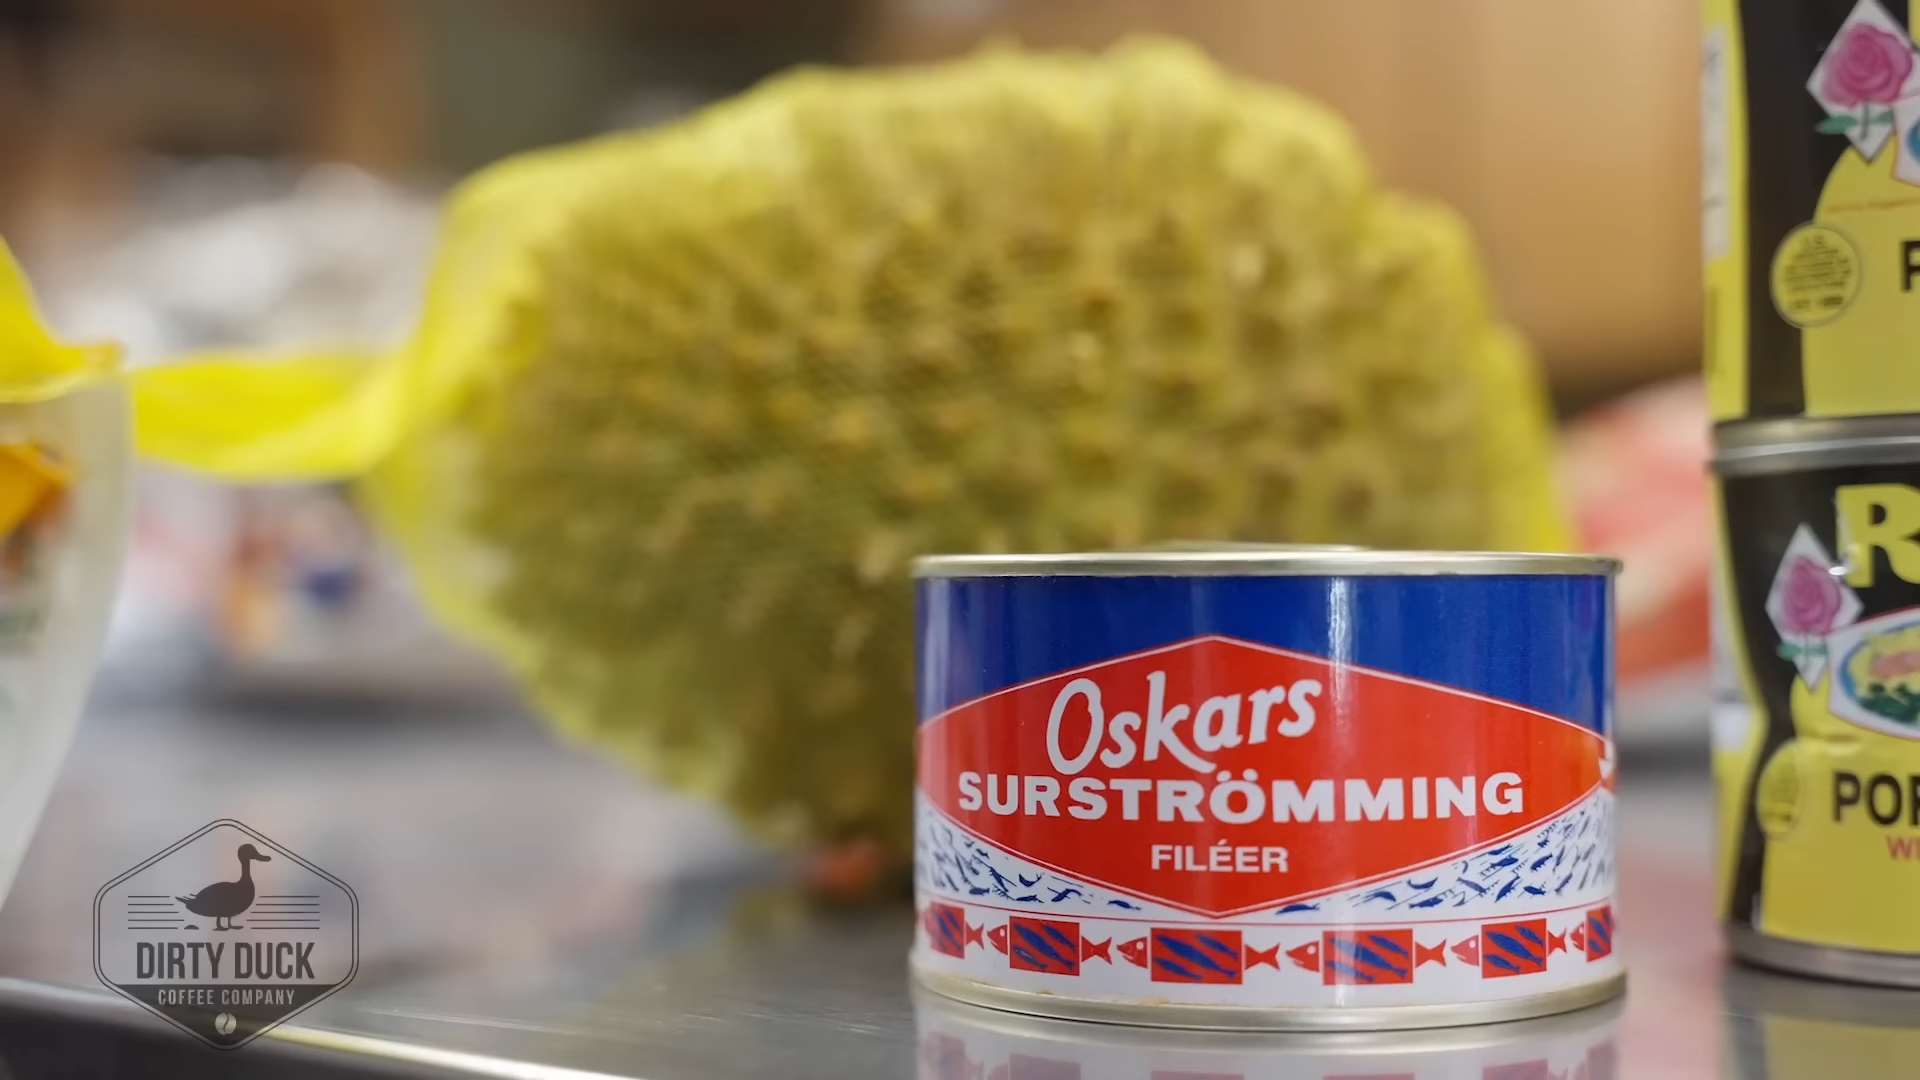 Oskars
SURSTRÖMMING
FILÉER
DIRTY DUCK
COFFEE COMPANY